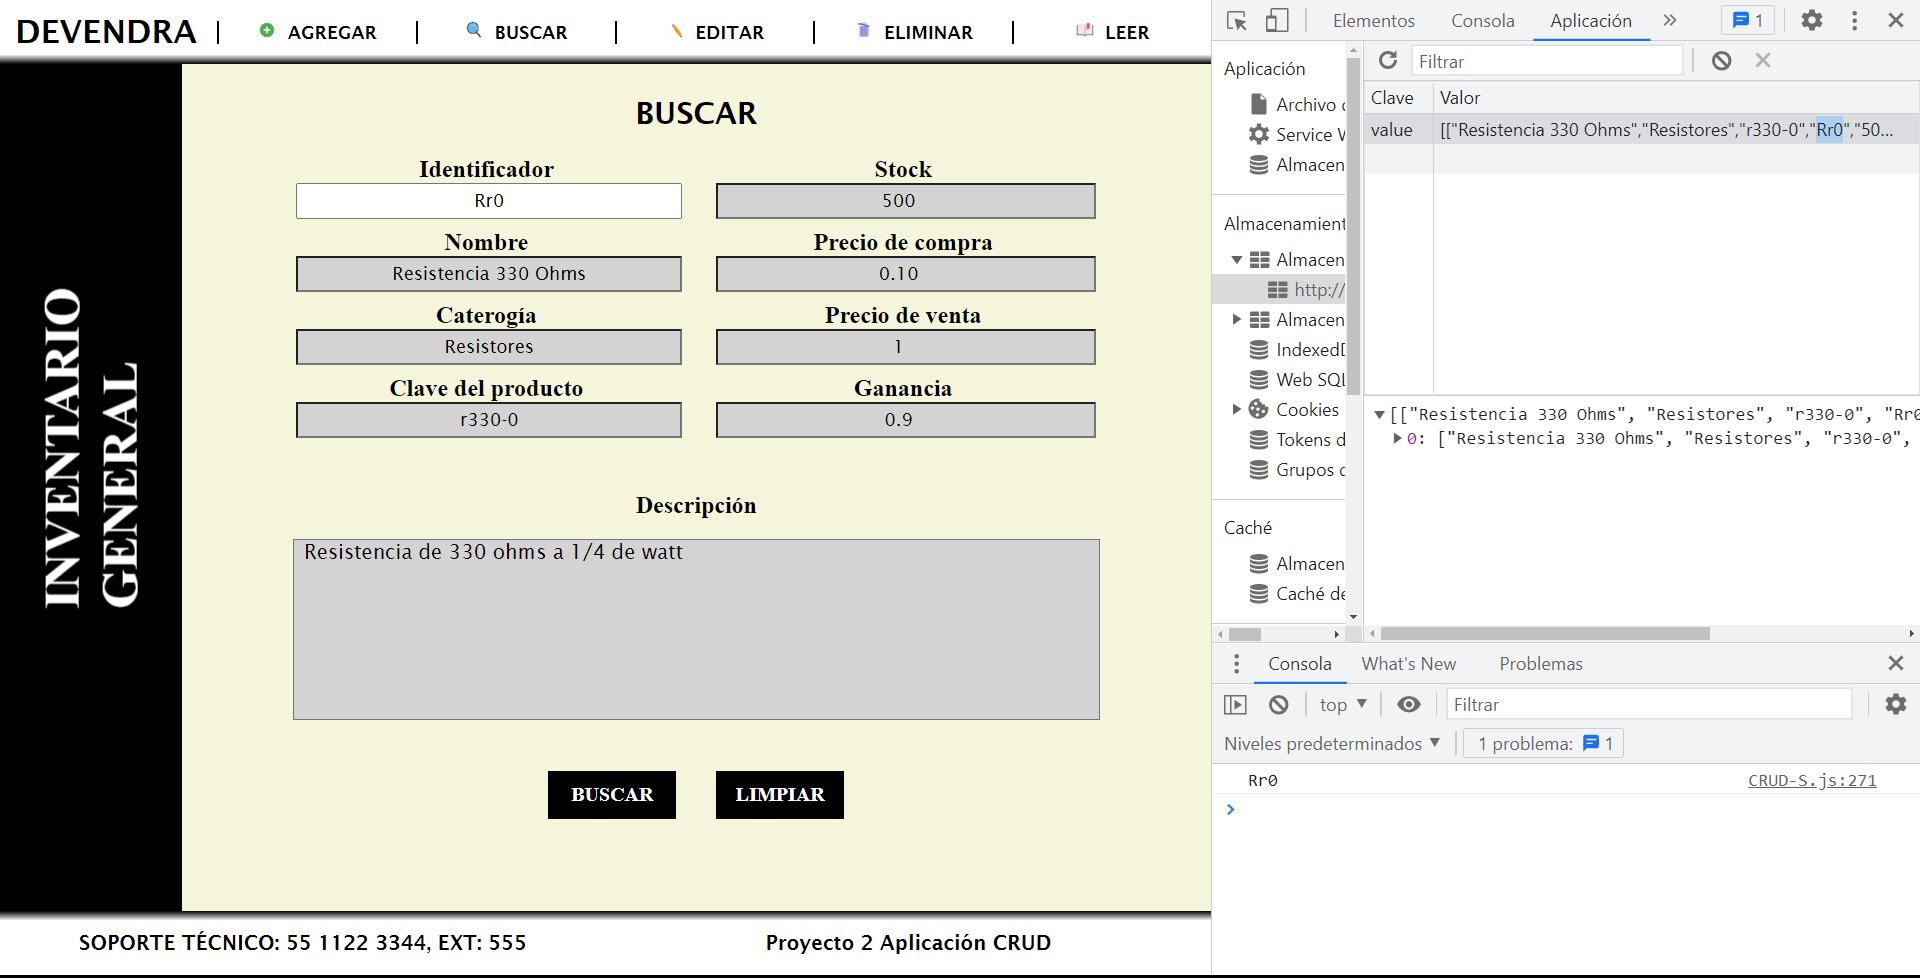 DEVENDRA | AGREGAR | BUSCAR | EDITAR | ELIMINAR | LEER
INVENTARIO
GENERAL
BUSCAR
Identificador
Rr0
Stock
500
Nombre
Resistencia 330 Ohms
Precio de compra
0.10
Caterogía
Resistores
Precio de venta
1
Clave del producto
r330-0
Ganancia
0.9
Descripción
Resistencia de 330 ohms a 1/4 de watt
BUSCAR LIMPIAR
SOPORTE TÉCNICO: 55 1122 3344, EXT: 555
Proyecto 2 Aplicación CRUD
Elementos Consola Aplicación 1
Aplicación
Archivo
Service W
Almacen
Almacenamient
Almacen
http://
Almacen
IndexedD
Web SQL
Cookies
Tokens d
Grupos
Caché
Almacen
Caché de
Filtrar
Clave Valor
value [["Resistencia 330 Ohms","Resistores","r330-0","Rr0","50...
[["Resistencia 330 Ohms", "Resistores", "r330-0", "Rr0
0: ["Resistencia 330 Ohms", "Resistores", "r330-0",
Consola What's New Problemas
top Filtrar
Niveles predeterminados 1 problema: 1
Rr0 CRUD-S.js:271